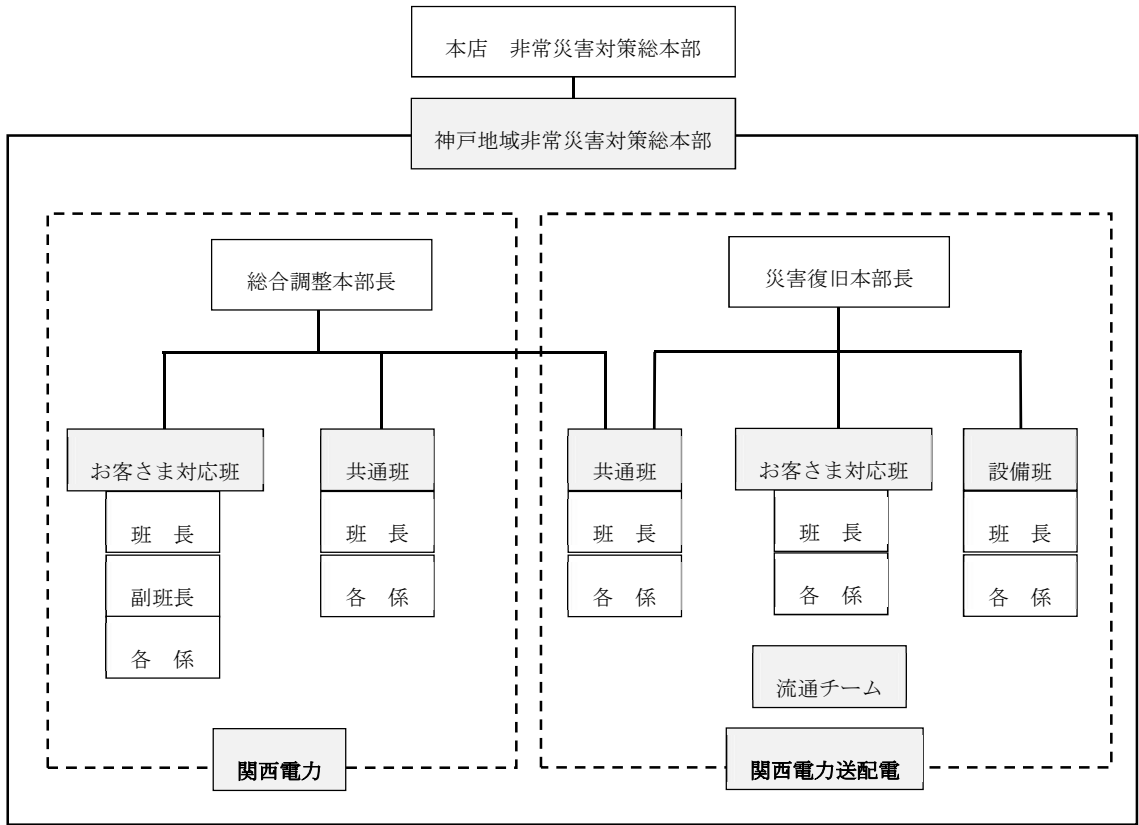 本店　非常災害対策総本部
神戸地域非常災害対策総本部
総合調整本部長
災害復旧本部長
お客さま対応班
共通班
共通班
お客さま対応班
設備班
班　長
班　長
班　長
班　長
班　長
副班長
各　係
各　係
各　係
各　係
各　係
流通チーム
関西電力
関西電力送配電